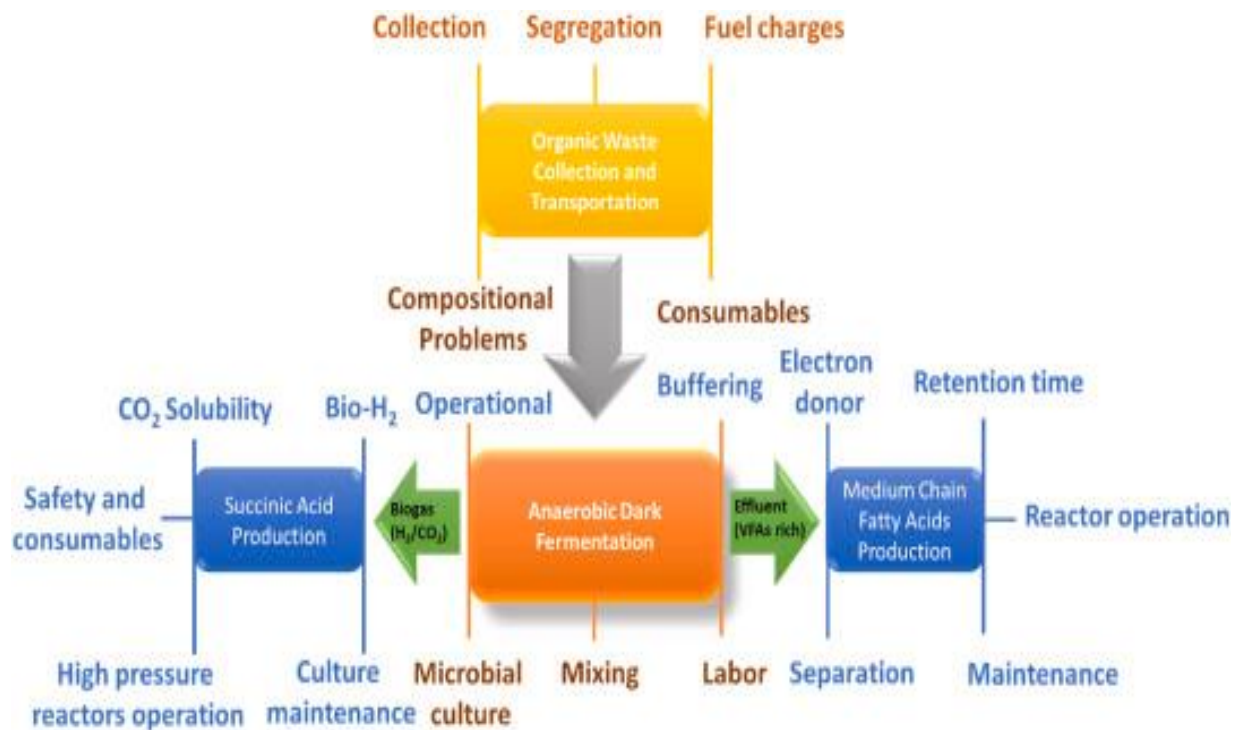 Collection Segregation Fuel charges
Organic Waste
Collection and
Transportation
Compositional
Problems
Consumables
Electron
donor
Buffering
Retention time
CO₂ Solubility
Bio-H₂
Operational
Safety and
consumables
Succinic Acid
Production
Biogas
(H₂/CO₂)
Anaerobic Dark
Fermentation
Effluent
(VFAs rich)
Medium Chain
Fatty Acids
Production
Reactor operation
High pressure
reactors operation
Culture
maintenance
Microbial
culture
Mixing
Labor
Separation
Maintenance